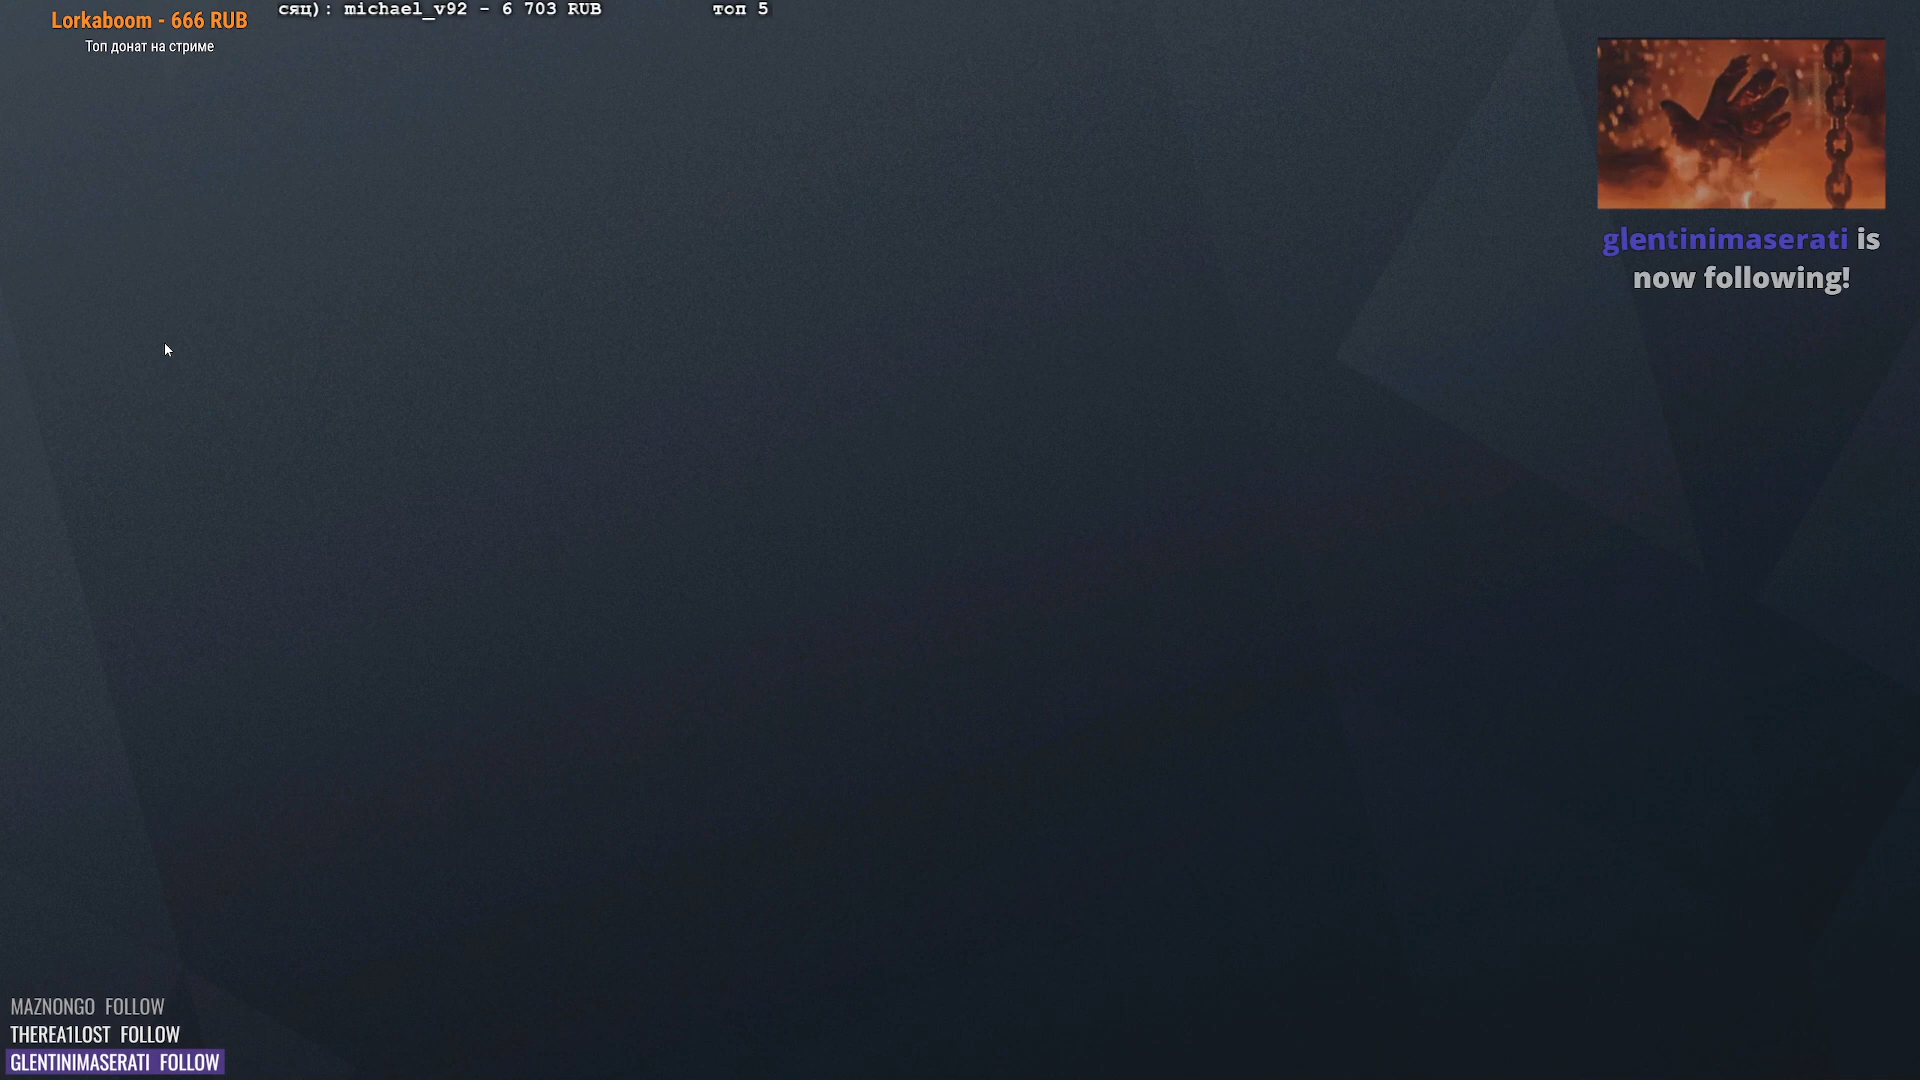 Lorkaboom - 666 RUB
Топ донат на стриме
сяц): michael_v92 - 6 703 RUB топ 5
glentinimaserati is
now following!
MAZNONGO FOLLOW
THEREA1LOST FOLLOW
GLENTINIMASERATI FOLLOW